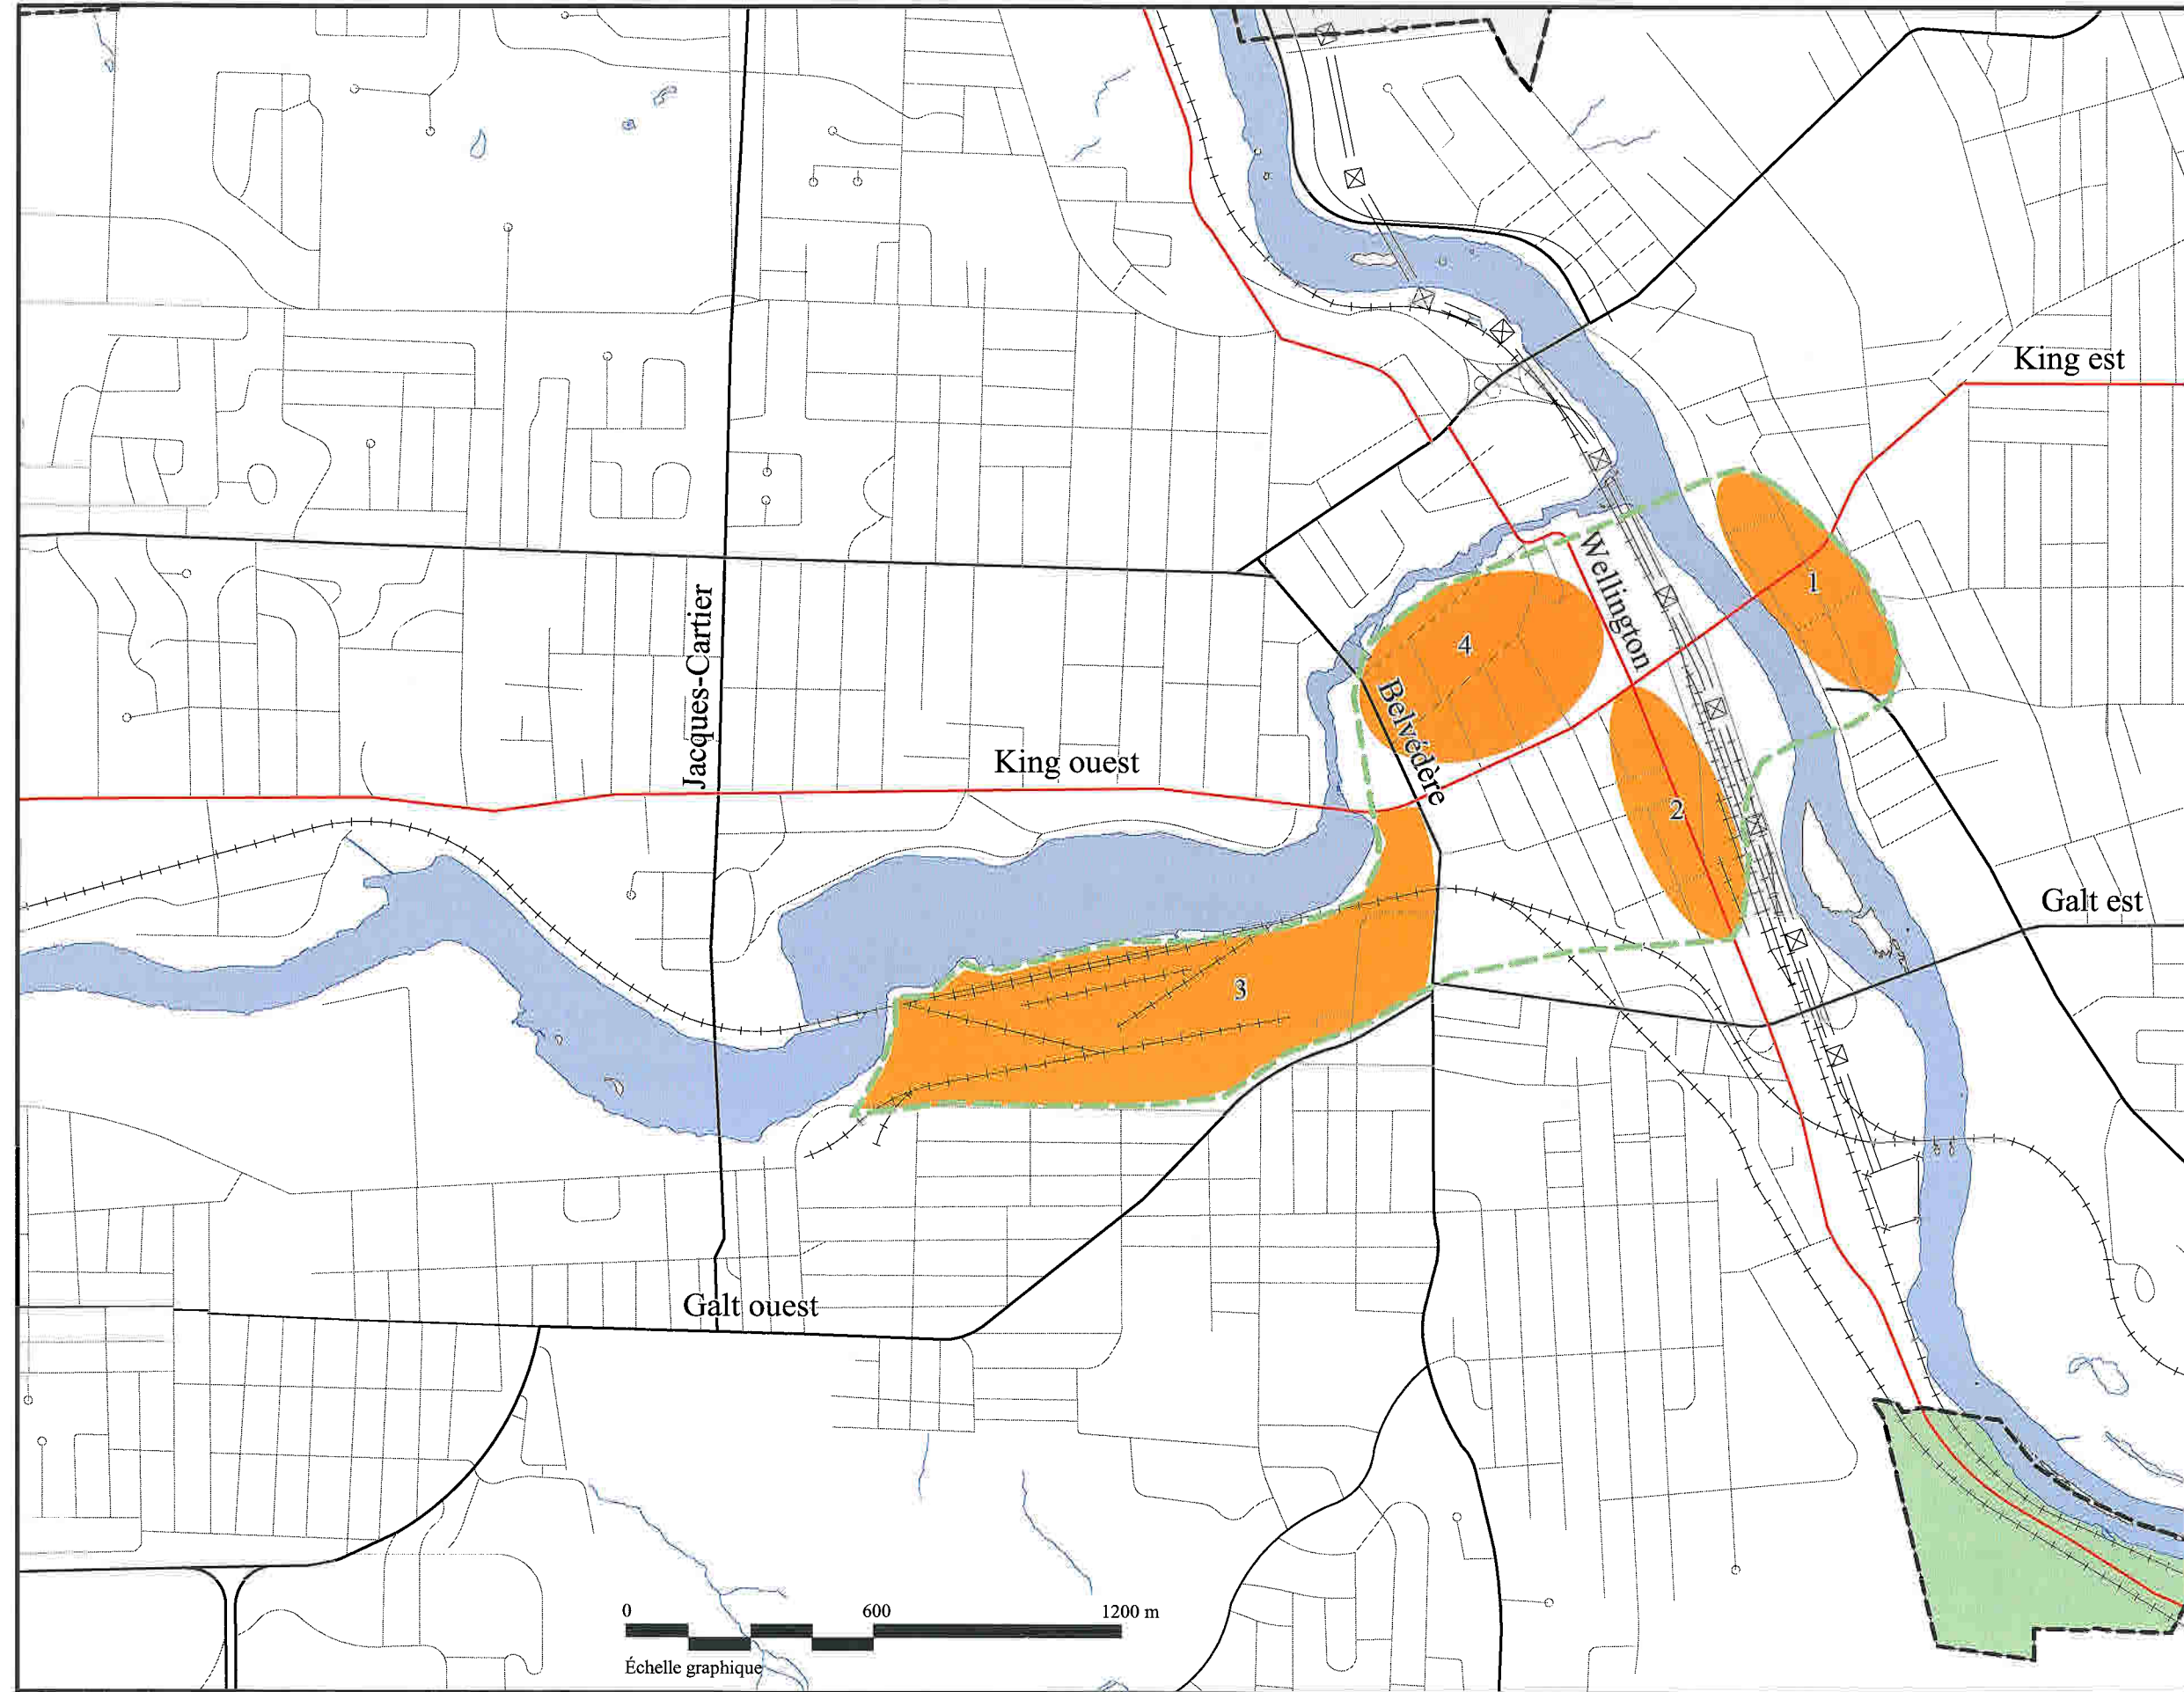 King est
1
Wellington
4
Jacques-Cartier
Belvédère
King ouest
2
Galt est
3
Galt ouest
0 600 1200 m
Échelle graphique